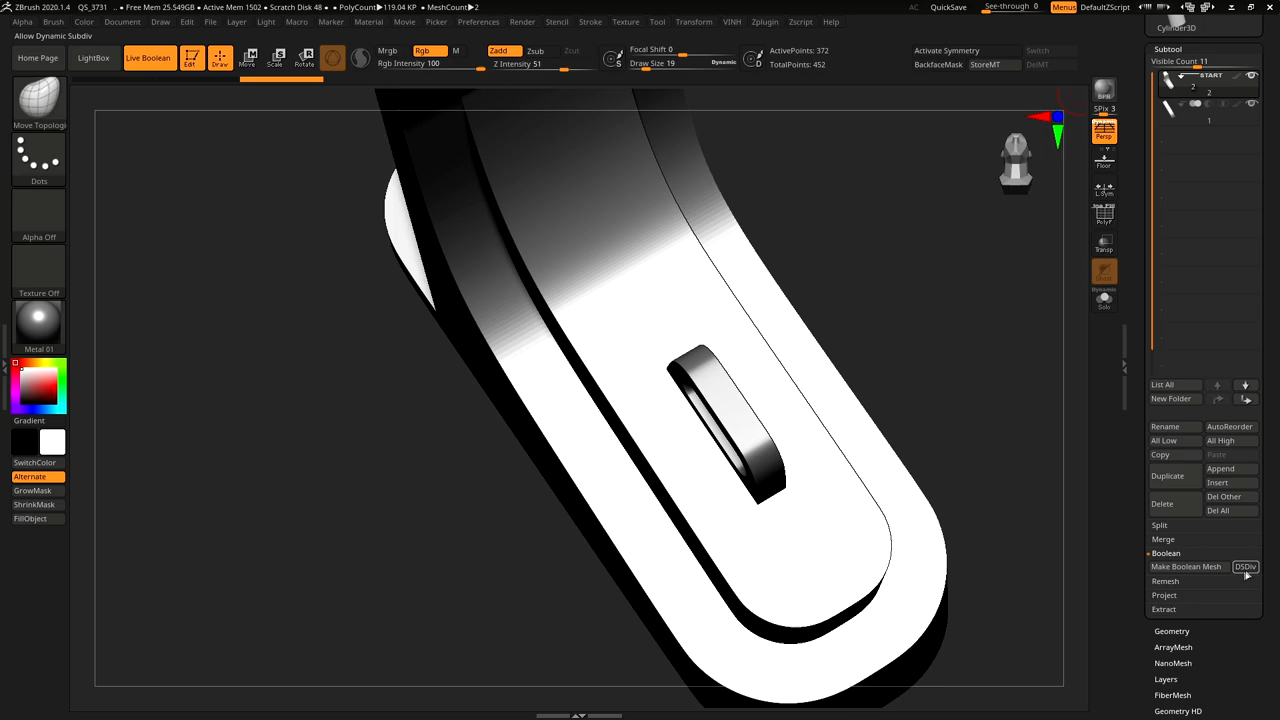 ZBrush 2020.1.4 QS_3731 .. • Free Mem 25.549GB • Active Mem 1502 • Scratch Disk 48 • PolyCount▶119.04 KP • MeshCount▶2 AC QuickSave See-through 0 Menus DefaultZScript
Alpha Brush Color Document Draw Edit File Layer Light Macro Marker Material Movie Picker Preferences Render Stencil Stroke Texture Tool Transform VINH Zplugin Zscript Help
Allow Dynamic Subdiv
Home Page LightBox Live Boolean Edit Draw Move Scale Rotate
Mrgb Rgb M
Rgb Intensity 100
Zadd Zsub Zcut
Z Intensity 51
S
Focal Shift 0
Draw Size 19 Dynamic
D
ActivePoints: 372
TotalPoints: 452
Activate Symmetry Switch
BackfaceMask StoreMT DelMT
Move Topologi
Dots
Alpha Off
Texture Off
Metal 01
Gradient
SwitchColor
Alternate
GrowMask
ShrinkMask
FillObject
BPR
SPix 3
Dynamic
Persp
Floor
L.Sym
PolyF
Transp
Ghost
Dynamic
Solo
Cylinder3D
Subtool
Visible Count 11
START
2
2
1
List All
New Folder
Rename AutoReorder
All Low All High
Copy Paste
Duplicate Append
Insert
Delete Del Other
Del All
Split
Merge
Boolean
Make Boolean Mesh DSDiv
Remesh
Project
Extract
Geometry
ArrayMesh
NanoMesh
Layers
FiberMesh
Geometry HD